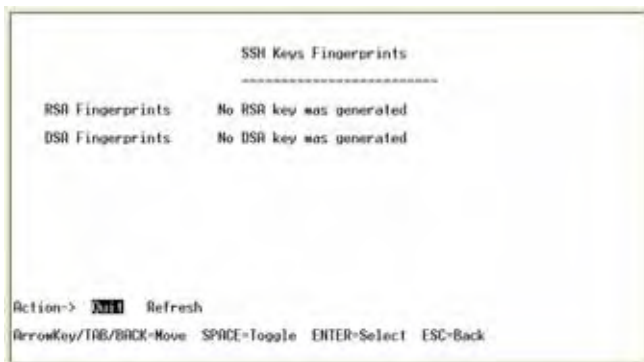 SSH Keys Fingerprints
-------------------------
RSA Fingerprints No RSA key was generated
DSA Fingerprints No DSA key was generated
Action-> Quit Refresh
ArrowKey/TAB/BACK=Move SPACE=Toggle ENTER=Select ESC=Back